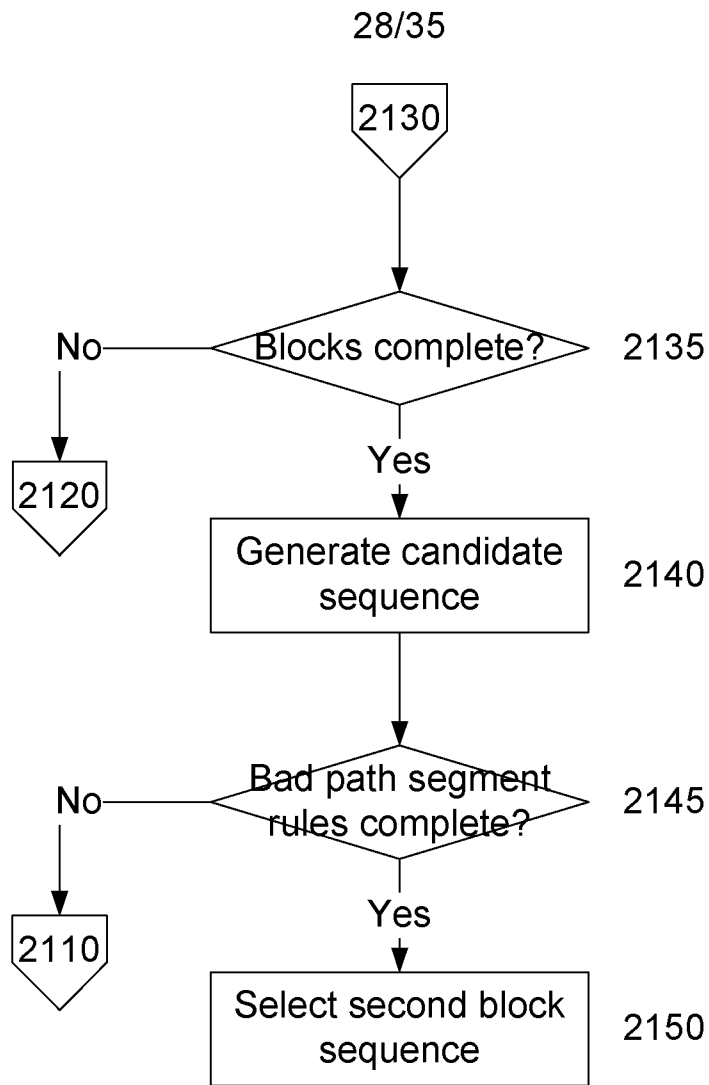 28/35
2130
Blocks complete?
2135
No
Yes
2120
Generate candidate
sequence
2140
Bad path segment
rules complete?
2145
No
Yes
2110
Select second block
sequence
2150